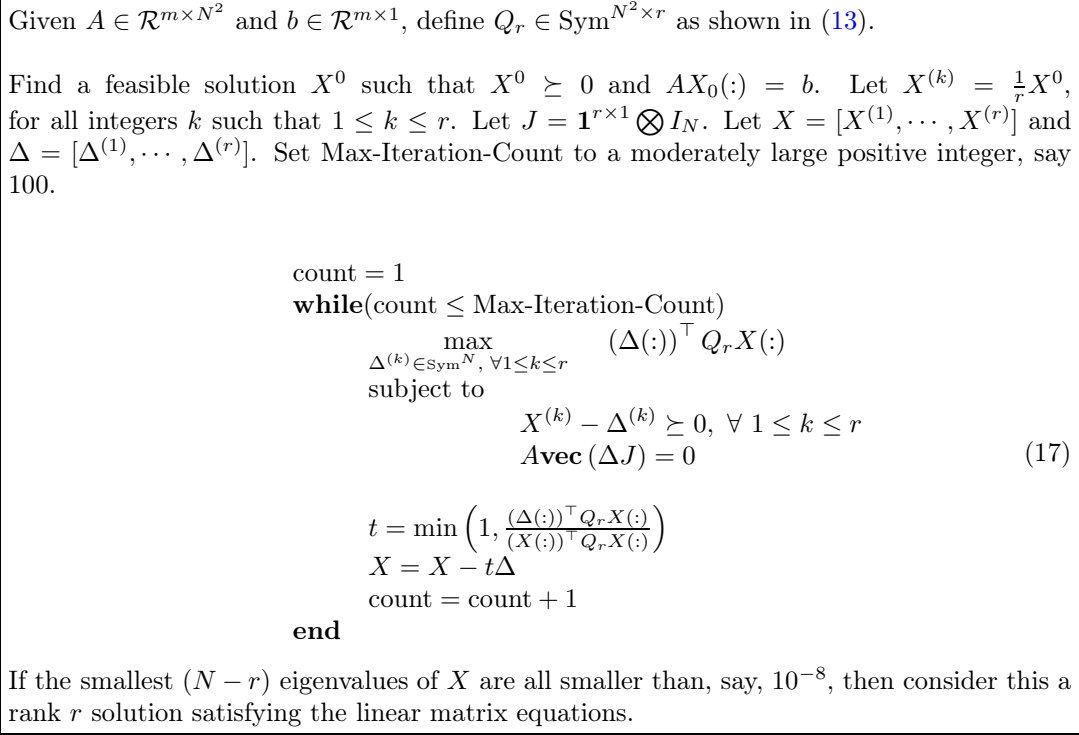 Given A ∈ ℛ^{m×N²} and b ∈ ℛ^{m×1}, define Q_r ∈ Sym^{N²×r} as shown in (13).
Find a feasible solution X⁰ such that X⁰ ⪰ 0 and AX₀(:) = b. Let X^{(k)} = \frac{1}{r}X⁰,
for all integers k such that 1 ≤ k ≤ r. Let J = 𝟏^{r×1} ⨂ I_N. Let X = [X^{(1)}, ⋯ , X^{(r)}] and
Δ = [Δ^{(1)}, ⋯ , Δ^{(r)}]. Set Max-Iteration-Count to a moderately large positive integer, say
100.
count = 1
while(count ≤ Max-Iteration-Count)
max (Δ(:))^⊤ Q_r X(:)
Δ^{(k)}∈Sym^N, ∀1≤k≤r
subject to
X^{(k)} − Δ^{(k)} ⪰ 0, ∀ 1 ≤ k ≤ r
Avec (ΔJ) = 0
(17)
t = min (1, \frac{(Δ(:))^⊤ Q_r X(:)}{(X(:))^⊤ Q_r X(:)})
X = X − tΔ
count = count + 1
end
If the smallest (N − r) eigenvalues of X are all smaller than, say, 10^{−8}, then consider this a
rank r solution satisfying the linear matrix equations.